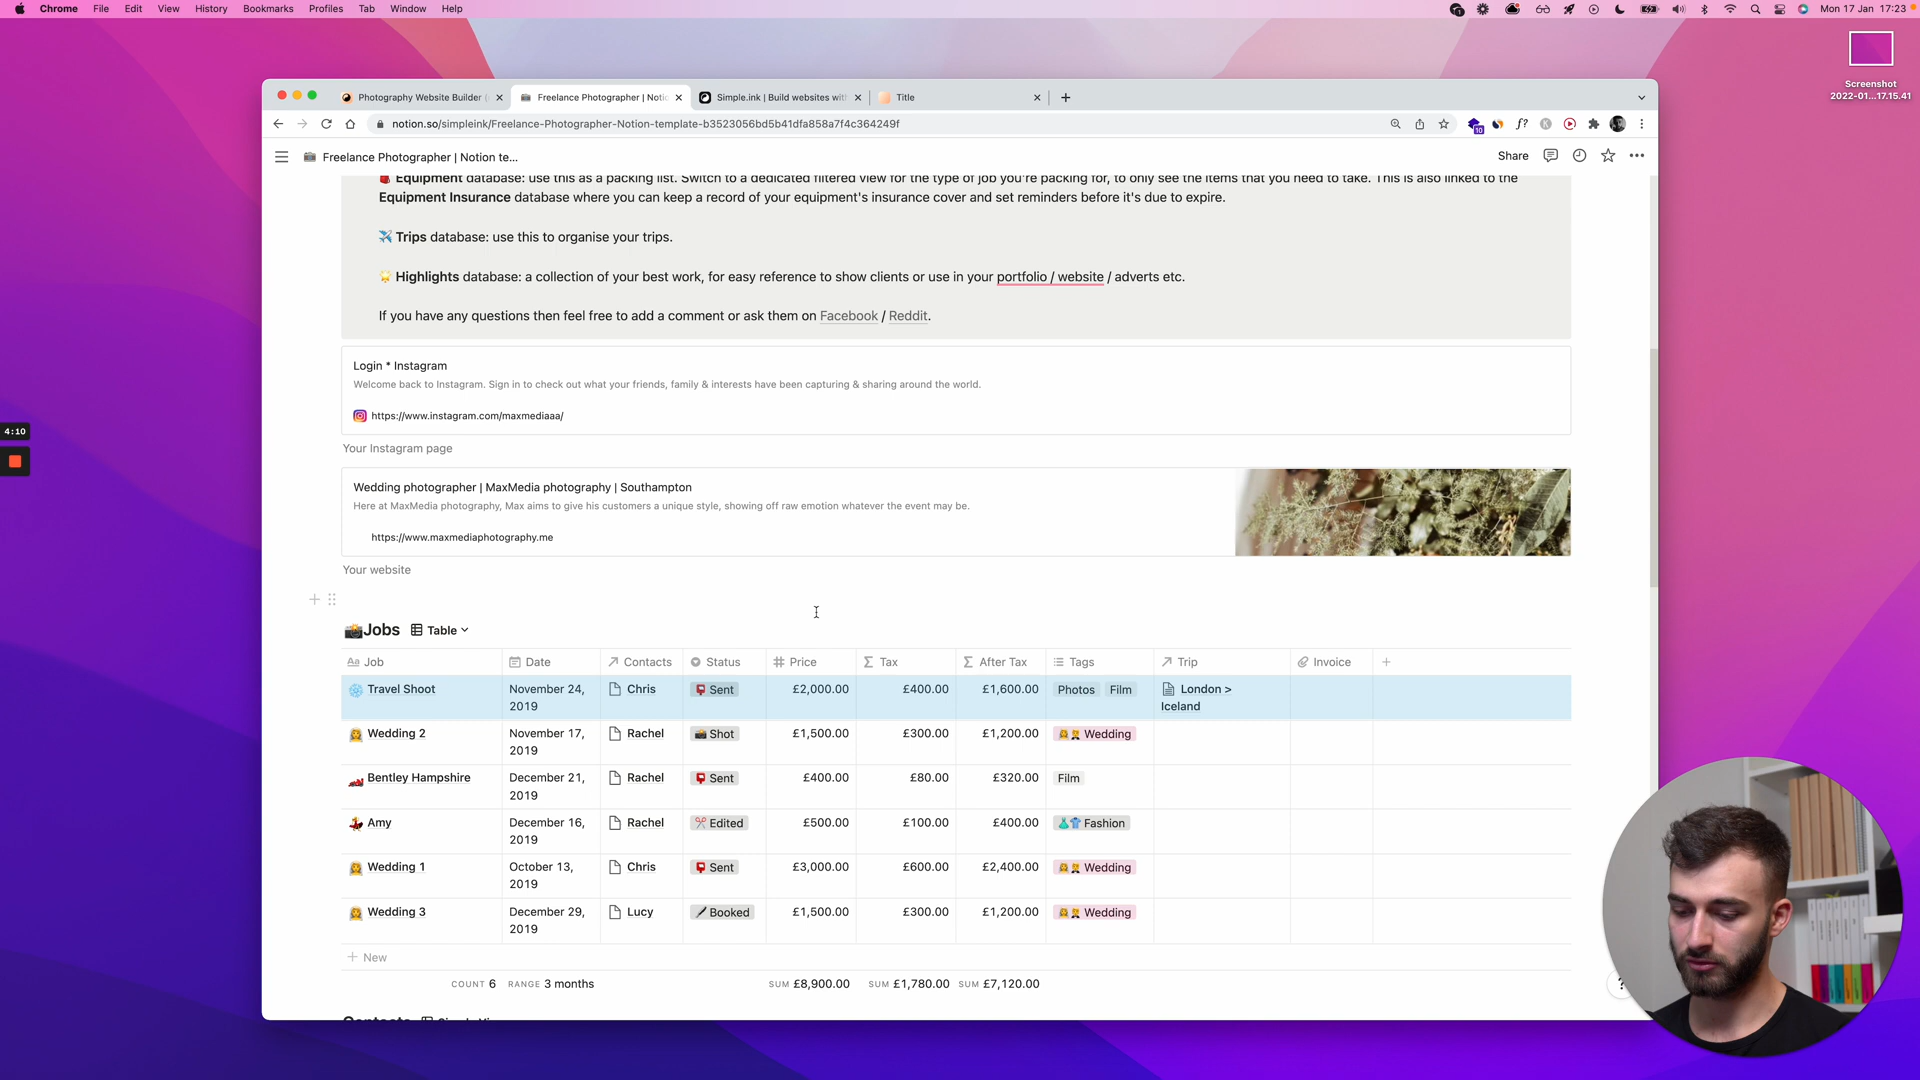 Chrome File Edit View History Bookmarks Profiles Tab Window Help Mon 17 Jan 17:23
Screenshot
2022-01...17.15.41
Photography Website Builder ( Freelance Photographer | Notio Simple.ink | Build websites with Title
notion.so/simpleink/Freelance-Photographer-Notion-template-b3523056bd5b41dfa858a7f4c364249f
10
Freelance Photographer | Notion te... Share
Equipment database: use this as a packing list. Switch to a dedicated filtered view for the type of job you're packing for, to only see the items that you need to take. This is also linked to the
Equipment Insurance database where you can keep a record of your equipment's insurance cover and set reminders before it's due to expire.
Trips database: use this to organise your trips.
Highlights database: a collection of your best work, for easy reference to show clients or use in your portfolio / website / adverts etc.
If you have any questions then feel free to add a comment or ask them on Facebook / Reddit.
Login * Instagram
Welcome back to Instagram. Sign in to check out what your friends, family & interests have been capturing & sharing around the world.
https://www.instagram.com/maxmediaaa/
4:10
Your Instagram page
Wedding photographer | MaxMedia photography | Southampton
Here at MaxMedia photography, Max aims to give his customers a unique style, showing off raw emotion whatever the event may be.
https://www.maxmediaphotography.me
Your website
Jobs Table
Job Date Contacts Status Price Tax After Tax Tags Trip Invoice
Travel Shoot November 24, Chris Sent £2,000.00 £400.00 £1,600.00 Photos Film London >
2019 Iceland
Wedding 2 November 17, Rachel Shot £1,500.00 £300.00 £1,200.00 Wedding
2019
Bentley Hampshire December 21, Rachel Sent £400.00 £80.00 £320.00 Film
2019
Amy December 16, Rachel Edited £500.00 £100.00 £400.00 Fashion
2019
Wedding 1 October 13, Chris Sent £3,000.00 £600.00 £2,400.00 Wedding
2019
Wedding 3 December 29, Lucy Booked £1,500.00 £300.00 £1,200.00 Wedding
2019
New
COUNT 6 RANGE 3 months SUM £8,900.00 SUM £1,780.00 SUM £7,120.00